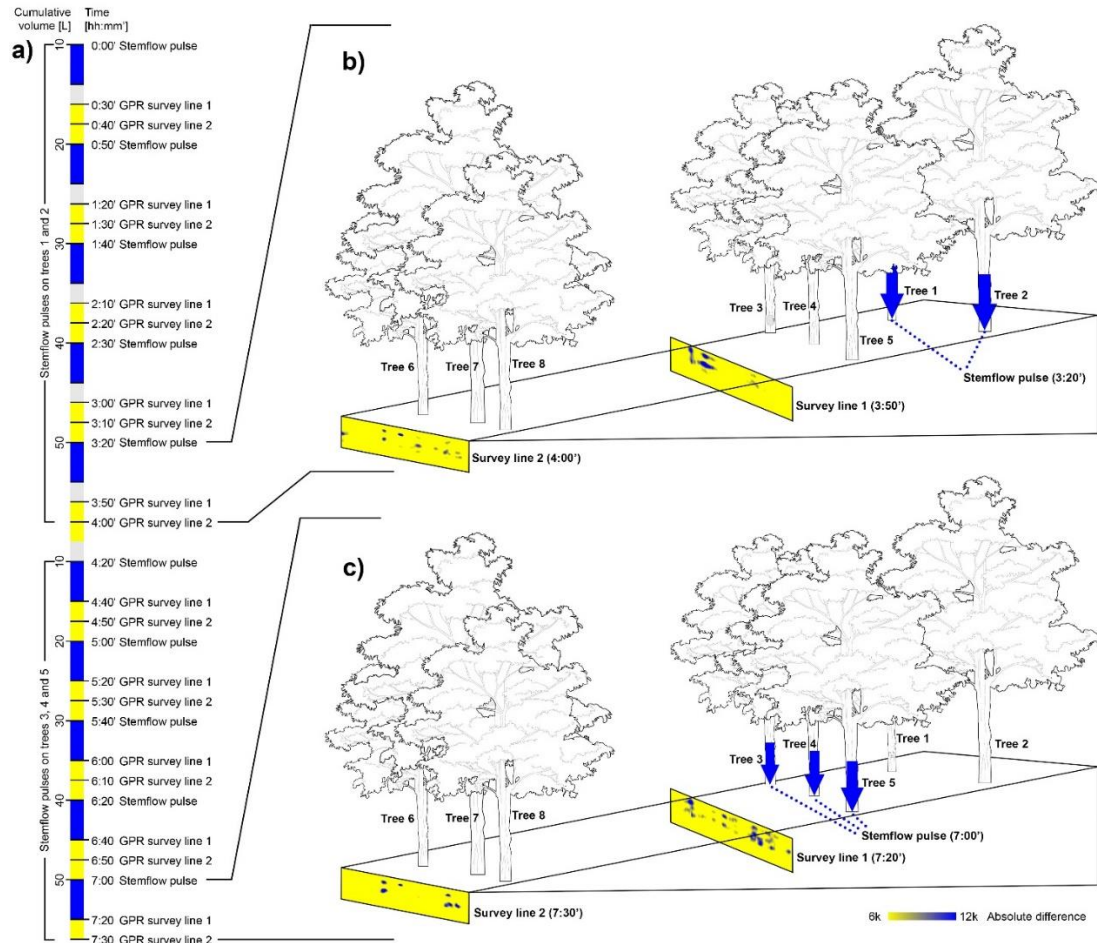 Cumulative Time
volume [L] [hh:mm']
a)
10 0:00' Stemflow pulse
0:30' GPR survey line 1
0:40' GPR survey line 2
20 0:50' Stemflow pulse
1:20' GPR survey line 1
1:30' GPR survey line 2
30 1:40' Stemflow pulse
2:10' GPR survey line 1
2:20' GPR survey line 2
40 2:30' Stemflow pulse
3:00' GPR survey line 1
3:10' GPR survey line 2
50 3:20' Stemflow pulse
3:50' GPR survey line 1
4:00' GPR survey line 2
Stemflow pulses on trees 1 and 2
10 4:20' Stemflow pulse
4:40' GPR survey line 1
4:50' GPR survey line 2
20 5:00' Stemflow pulse
5:20' GPR survey line 1
5:30' GPR survey line 2
30 5:40' Stemflow pulse
6:00' GPR survey line 1
6:10' GPR survey line 2
40 6:20' Stemflow pulse
6:40' GPR survey line 1
6:50' GPR survey line 2
50 7:00 Stemflow pulse
7:20' GPR survey line 1
7:30 GPR survey line 2
Stemflow pulses on trees 3, 4 and 5
b)
Tree 1
Tree 2
Tree 3
Tree 4
Tree 5
Tree 6
Tree 7
Tree 8
Stemflow pulse (3:20')
Survey line 1 (3:50')
Survey line 2 (4:00')
c)
Tree 1
Tree 2
Tree 3
Tree 4
Tree 5
Tree 6
Tree 7
Tree 8
Stemflow pulse (7:00')
Survey line 1 (7:20')
Survey line 2 (7:30')
6k 12k Absolute difference